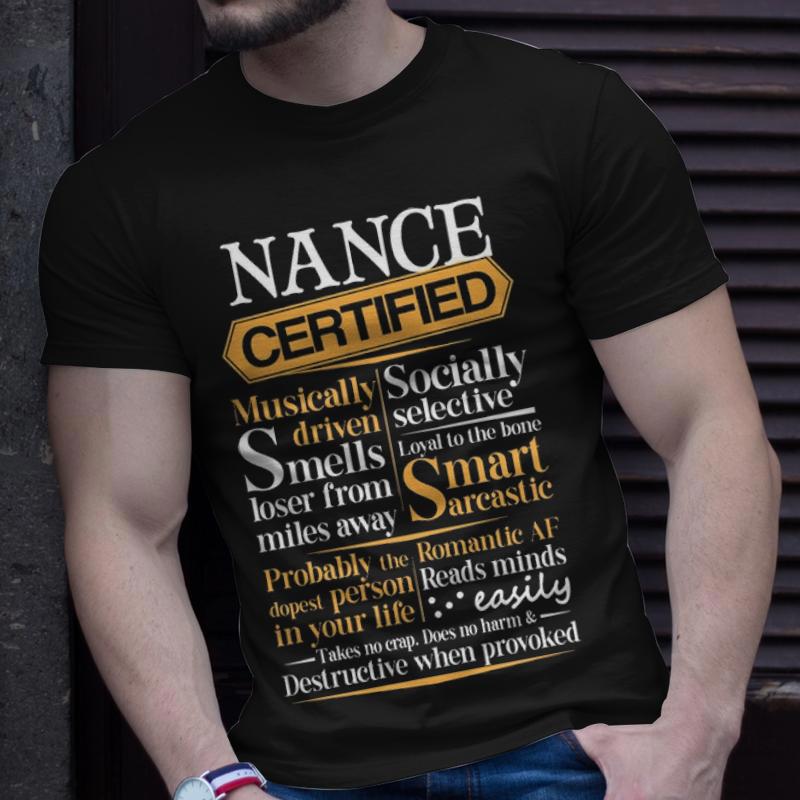 NANCE
CERTIFIED
Musically
driven
Smells
loser from
miles away
Socially
selective
Loyal to the bone
Smart
Sarcastic
Probably the
dopest person
in your life
Romantic AF
Reads minds
easily
Takes no crap. Does no harm &
Destructive when provoked